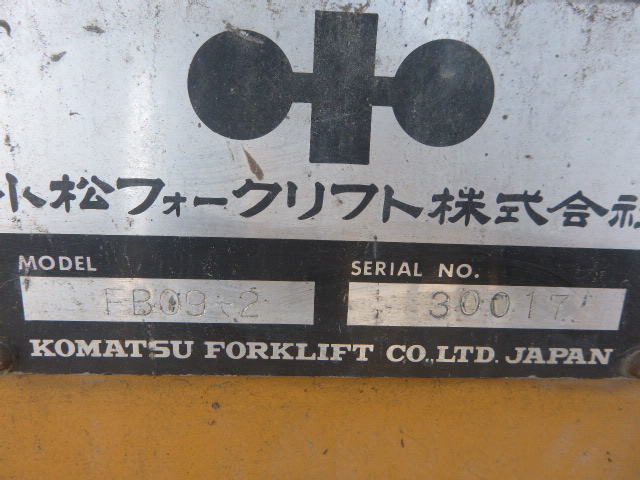 小松フォークリフト株式会社
MODEL SERIAL NO.
FB09-2 30017
KOMATSU FORKLIFT CO.,LTD. JAPAN